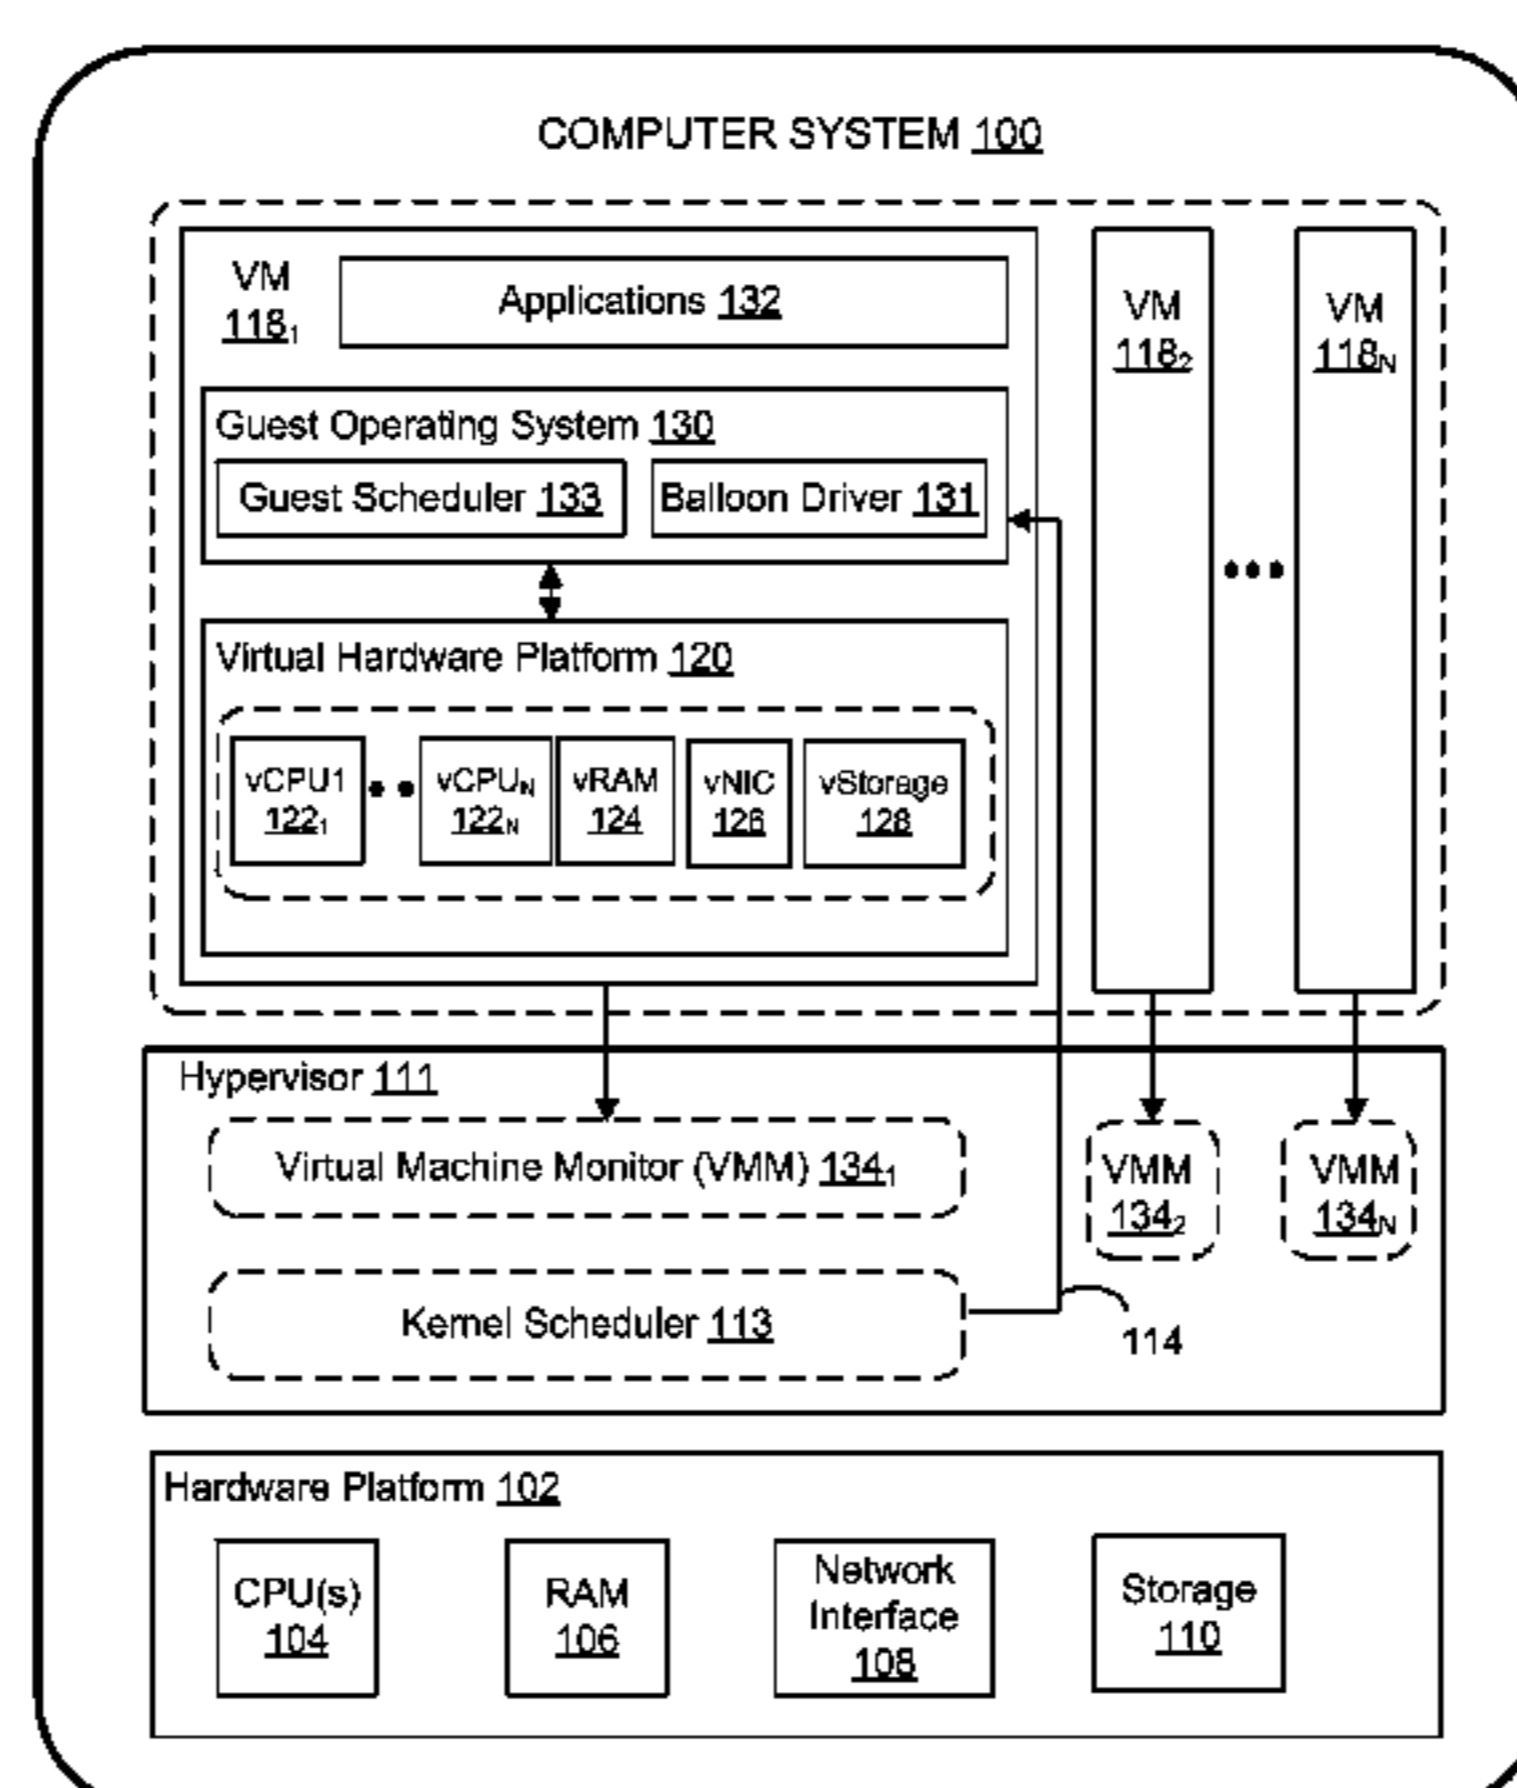 COMPUTER SYSTEM 100
VM
118₁
Applications 132
VM
118₂
VM
118N
Guest Operating System 130
Guest Scheduler 133
Balloon Driver 131
Virtual Hardware Platform 120
vCPU1
122₁
vCPUN
122N
vRAM
124
vNIC
126
vStorage
128
Hypervisor 111
Virtual Machine Monitor (VMM) 134₁
VMM
134₂
VMM
134N
Kernel Scheduler 113
114
Hardware Platform 102
CPU(s)
104
RAM
106
Network
Interface
108
Storage
110